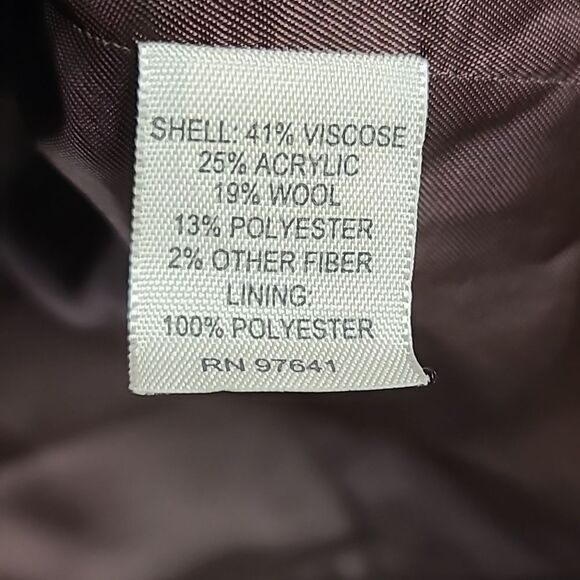 SHELL: 41% VISCOSE
25% ACRYLIC
19% WOOL
13% POLYESTER
2% OTHER FIBER
LINING:
100% POLYESTER
RN 97641